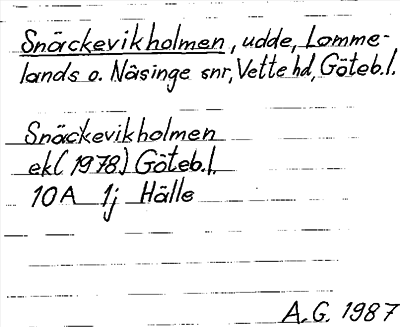 Snäckevikholmen, udde, Lomme-
lands o. Näsinge snr, Vette hd, Göteb.l.
Snäckevikholmen
ek (1978) Göteb.l.
10A 1j Hälle
A.G. 1987